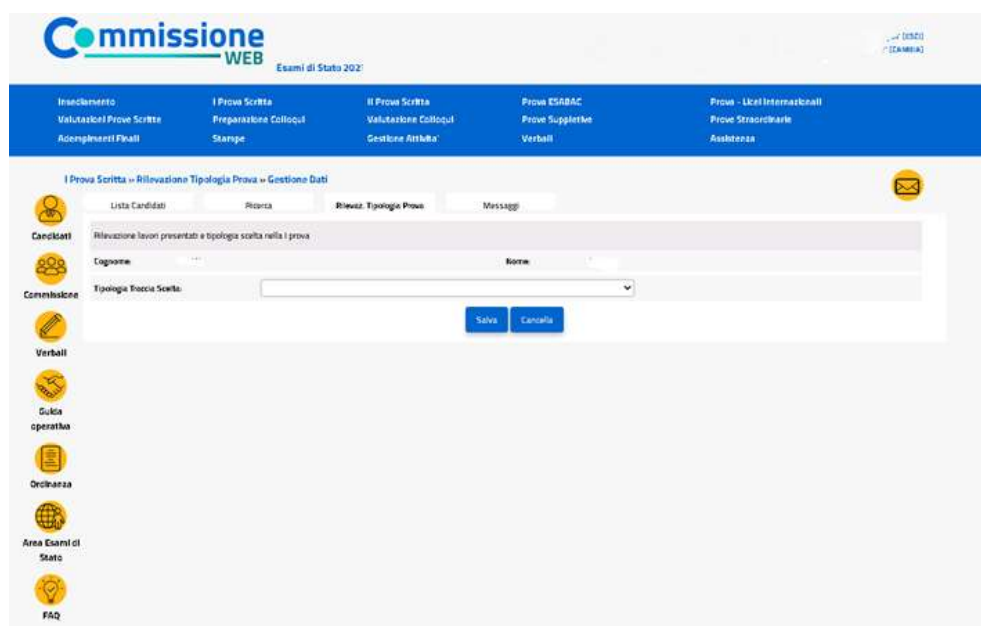 Commissione
WEB
Esami di Stato 202
[ESCI]
[CAMBIA]
Insediamento I Prova Scritta II Prova Scritta Prova ESABAC Prova - Licei Internazionali
Valutazioni Prove Scritte Preparazione Colloqui Valutazione Colloqui Prove Suppletive Prove Straordinarie
Adempimenti Finali Stampe Gestione Attivita' Verbali Assistenza
I Prova Scritta » Rilevazione Tipologia Prova » Gestione Dati
Lista Candidati Ricerca Rilevaz. Tipologia Prova Messaggi
Rilevazione lavori presentati e tipologia scelta nella I prova
Cognome: Nome:
Tipologia Traccia Scelta:
Salva Cancella
Candidati
Commissione
Verbali
Guida
operativa
Ordinanza
Area Esami di
Stato
FAQ